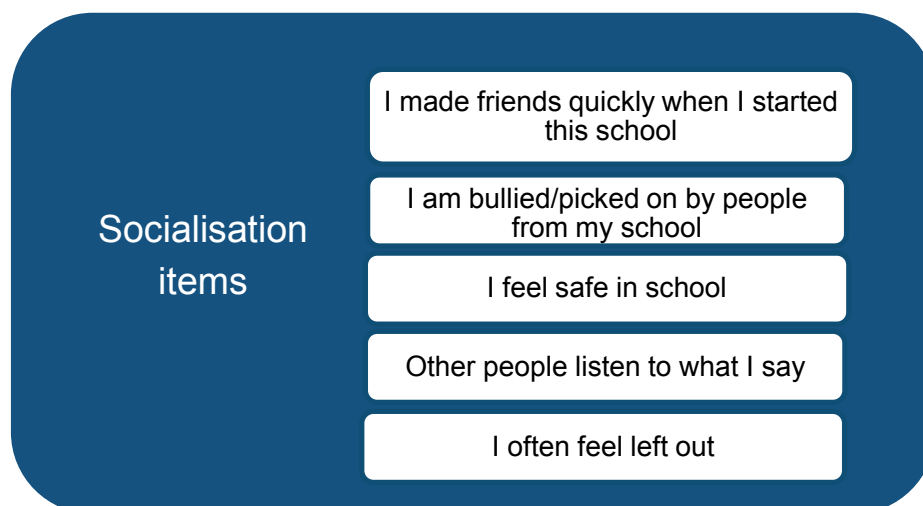 Socialisation
items
I made friends quickly when I started
this school
I am bullied/picked on by people
from my school
I feel safe in school
Other people listen to what I say
I often feel left out